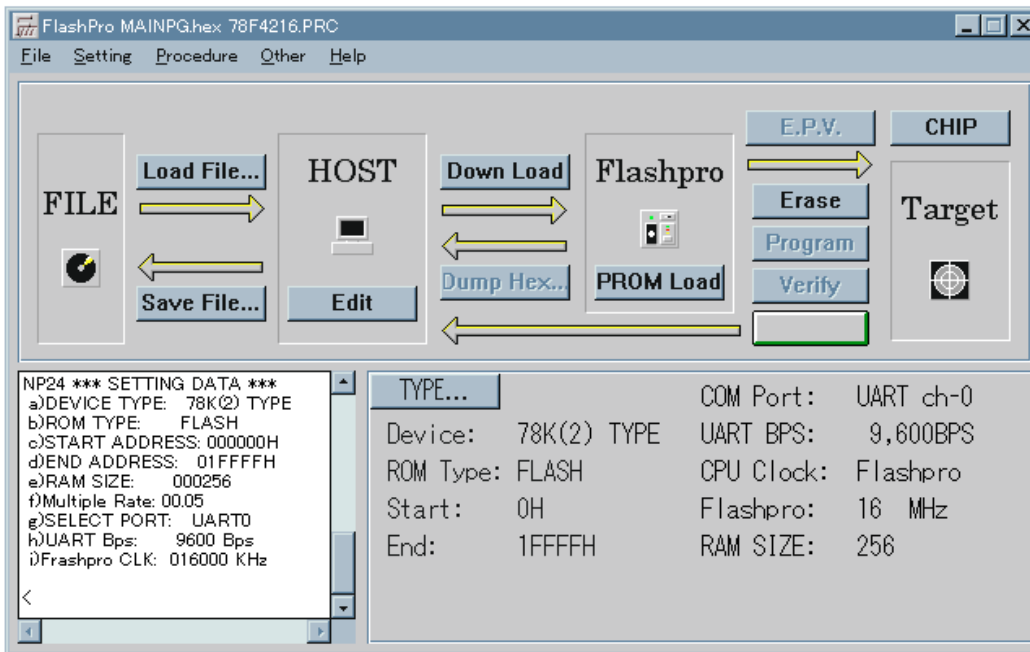 FlashPro MAINPG.hex 78F4216.PRC
File Setting Procedure Other Help
FILE
Load File...
Save File...
HOST
Edit
Down Load
Dump Hex...
Flashpro
PROM Load
E.P.V.
Erase
Program
Verify
CHIP
Target
NP24 *** SETTING DATA ***
a)DEVICE TYPE: 78K(2) TYPE
b)ROM TYPE: FLASH
c)START ADDRESS: 000000H
d)END ADDRESS: 01FFFFH
e)RAM SIZE: 000256
f)Multiple Rate: 00.05
g)SELECT PORT: UART0
h)UART Bps: 9600 Bps
i)Frashpro CLK: 016000 KHz
<
TYPE...
Device: 78K(2) TYPE
ROM Type: FLASH
Start: 0H
End: 1FFFFH
COM Port: UART ch-0
UART BPS: 9,600BPS
CPU Clock: Flashpro
Flashpro: 16 MHz
RAM SIZE: 256